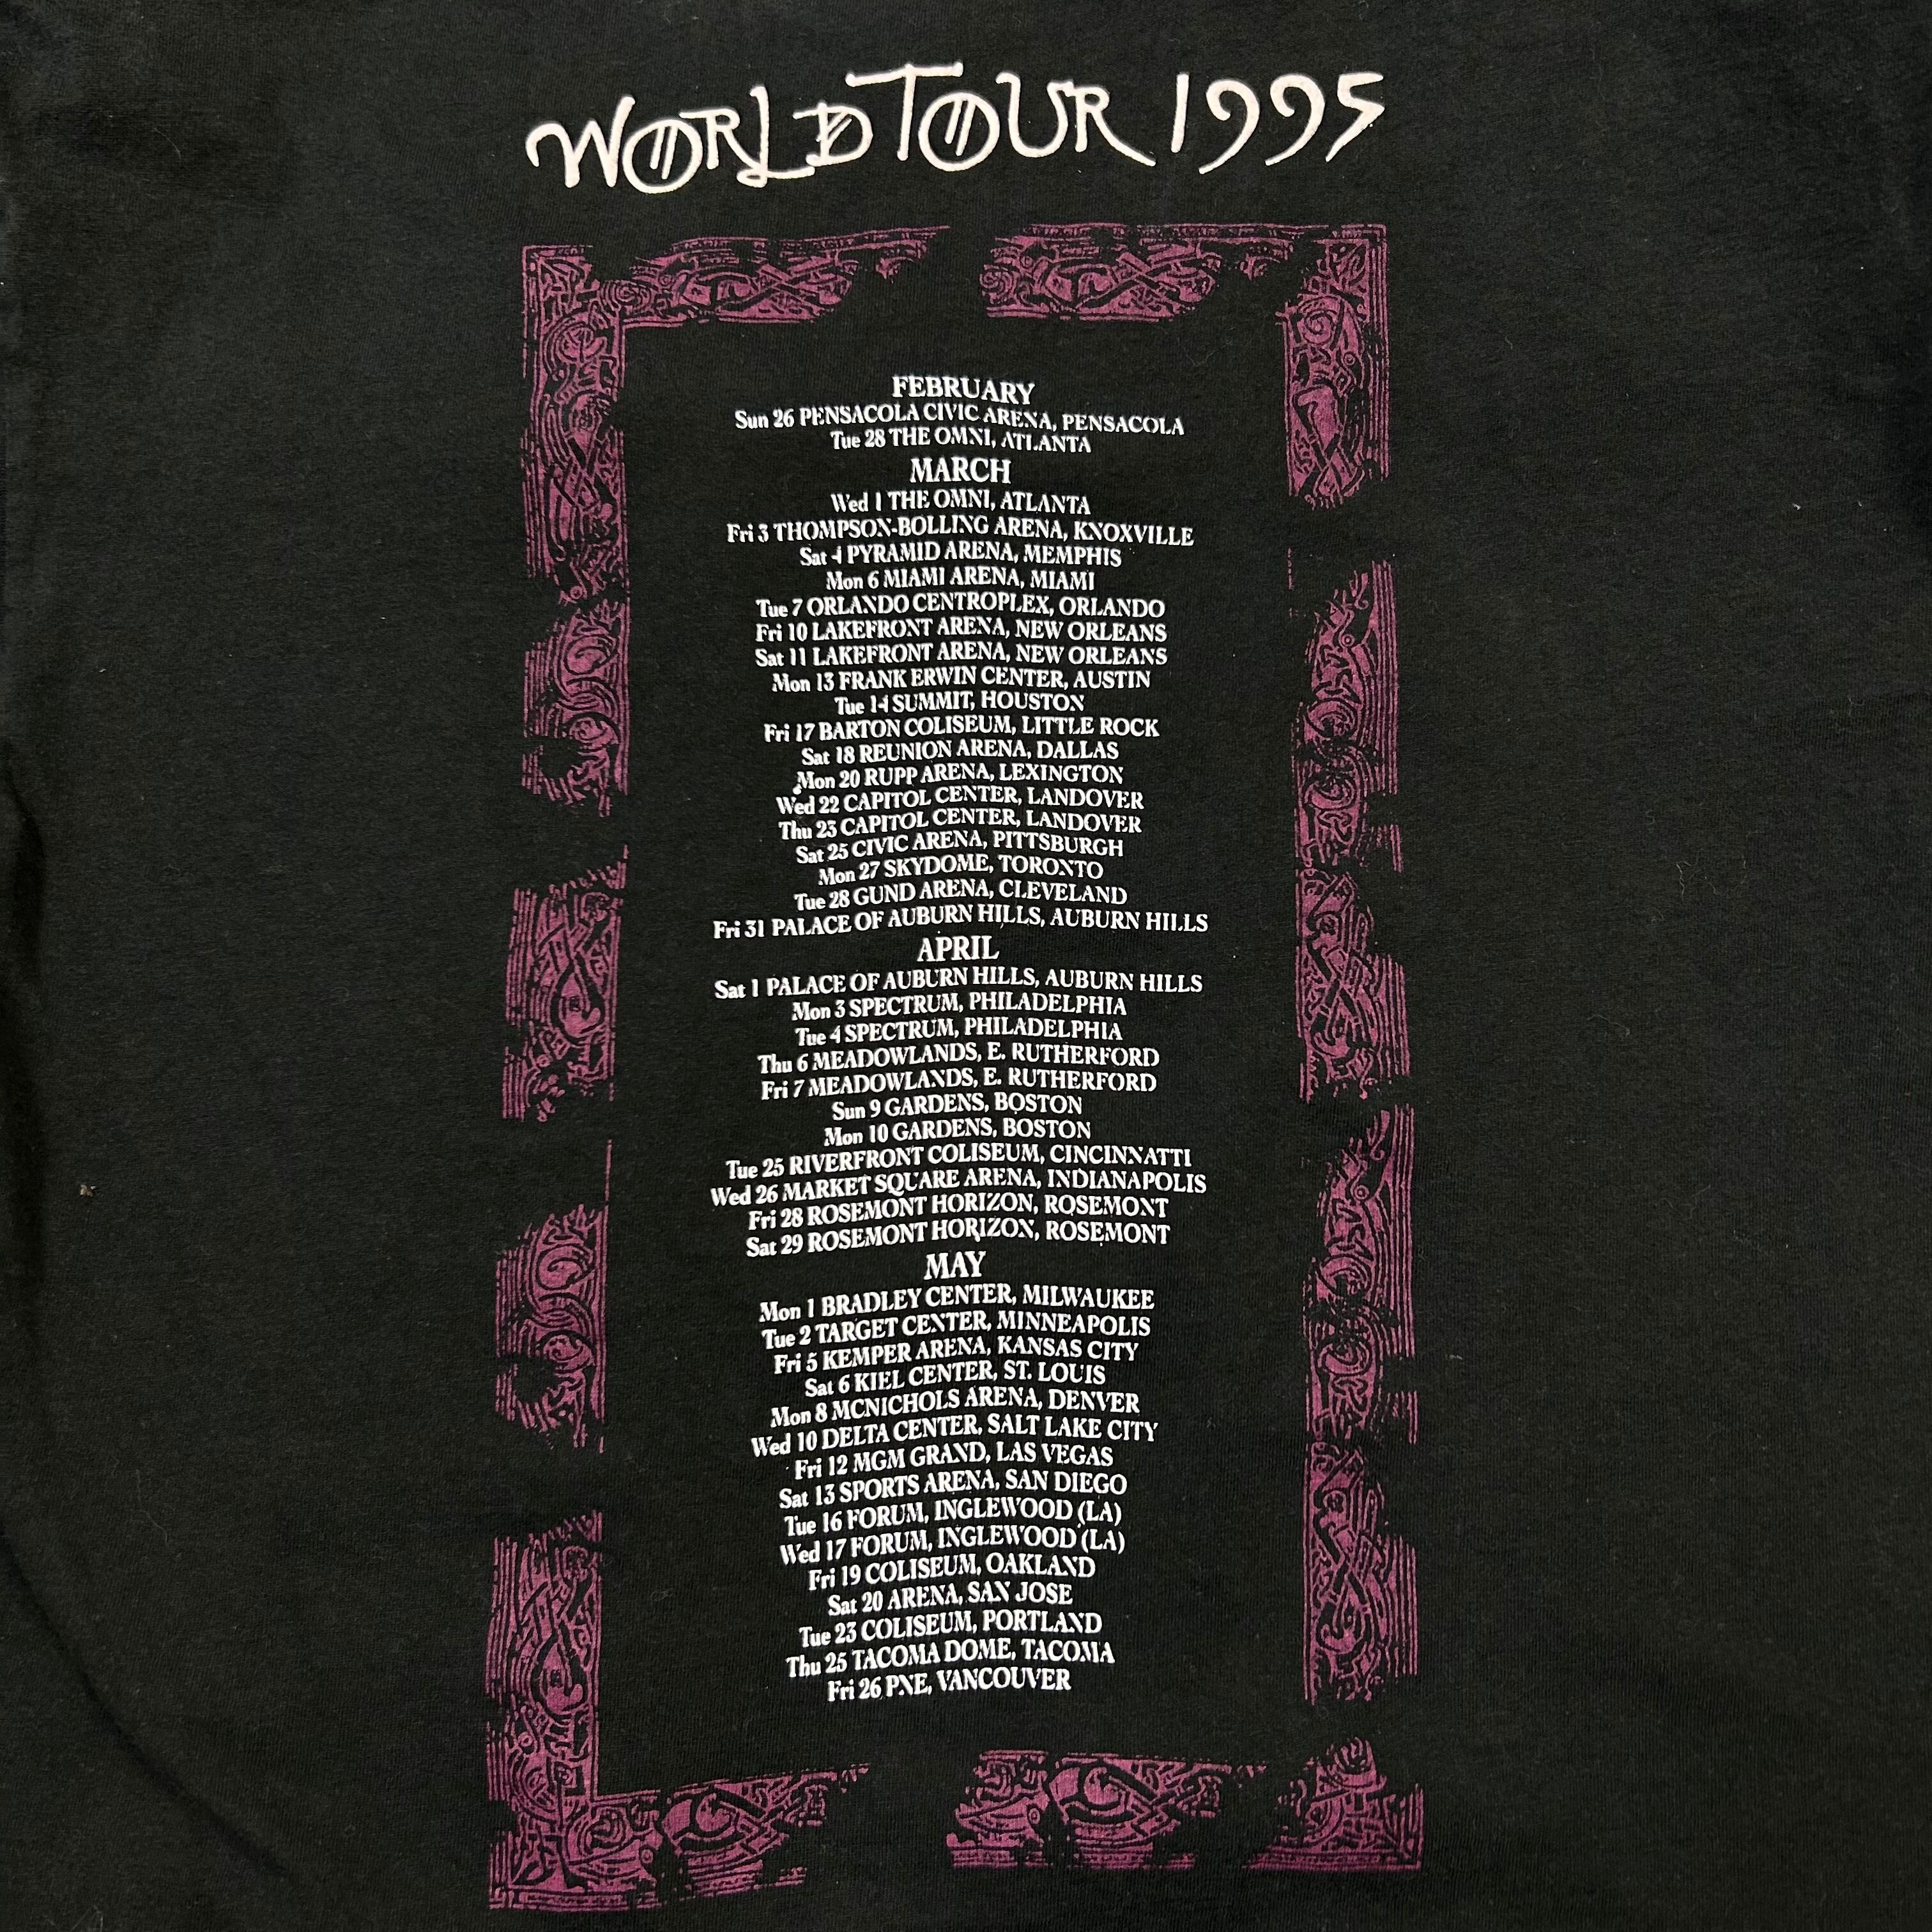 WORLD TOUR 1995
FEBRUARY
Sun 26 PENSACOLA CIVIC ARENA, PENSACOLA
Tue 28 THE OMNI, ATLANTA
MARCH
Wed 1 THE OMNI, ATLANTA
Fri 3 THOMPSON-BOLLING ARENA, KNOXVILLE
Sat 4 PYRAMID ARENA, MEMPHIS
Mon 6 MIAMI ARENA, MIAMI
Tue 7 ORLANDO CENTROPLEX, ORLANDO
Fri 10 LAKEFRONT ARENA, NEW ORLEANS
Sat 11 LAKEFRONT ARENA, NEW ORLEANS
Mon 13 FRANK ERWIN CENTER, AUSTIN
Tue 14 SUMMIT, HOUSTON
Fri 17 BARTON COLISEUM, LITTLE ROCK
Sat 18 REUNION ARENA, DALLAS
Mon 20 RUPP ARENA, LEXINGTON
Wed 22 CAPITOL CENTER, LANDOVER
Thu 23 CAPITOL CENTER, LANDOVER
Sat 25 CIVIC ARENA, PITTSBURGH
Mon 27 SKYDOME, TORONTO
Tue 28 GUND ARENA, CLEVELAND
Fri 31 PALACE OF AUBURN HILLS, AUBURN HILLS
APRIL
Sat 1 PALACE OF AUBURN HILLS, AUBURN HILLS
Mon 3 SPECTRUM, PHILADELPHIA
Tue 4 SPECTRUM, PHILADELPHIA
Thu 6 MEADOWLANDS, E. RUTHERFORD
Fri 7 MEADOWLANDS, E. RUTHERFORD
Sun 9 GARDENS, BOSTON
Mon 10 GARDENS, BOSTON
Tue 25 RIVERFRONT COLISEUM, CINCINNATTI
Wed 26 MARKET SQUARE ARENA, INDIANAPOLIS
Fri 28 ROSEMONT HORIZON, ROSEMONT
Sat 29 ROSEMONT HORIZON, ROSEMONT
MAY
Mon 1 BRADLEY CENTER, MILWAUKEE
Tue 2 TARGET CENTER, MINNEAPOLIS
Fri 5 KEMPER ARENA, KANSAS CITY
Sat 6 KIEL CENTER, ST. LOUIS
Mon 8 MCNICHOLS ARENA, DENVER
Wed 10 DELTA CENTER, SALT LAKE CITY
Fri 12 MGM GRAND, LAS VEGAS
Sat 13 SPORTS ARENA, SAN DIEGO
Tue 16 FORUM, INGLEWOOD (LA)
Wed 17 FORUM, INGLEWOOD (LA)
Fri 19 COLISEUM, OAKLAND
Sat 20 ARENA, SAN JOSE
Tue 23 COLISEUM, PORTLAND
Thu 25 TACOMA DOME, TACOMA
Fri 26 PNE, VANCOUVER